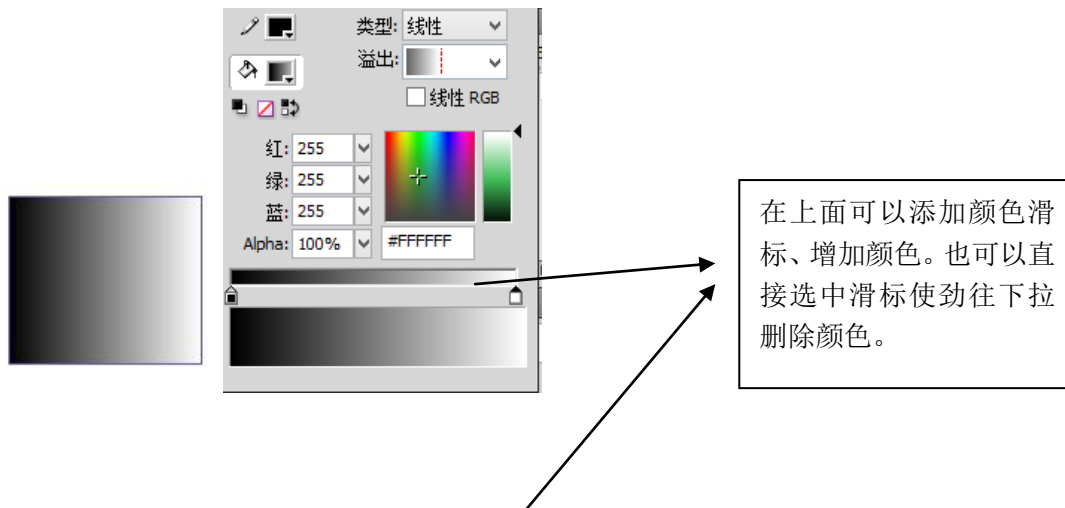 类型: 线性
溢出:
线性 RGB
红: 255
绿: 255
蓝: 255
Alpha: 100% #FFFFFF
在上面可以添加颜色滑
标、增加颜色。也可以直
接选中滑标使劲往下拉
删除颜色。